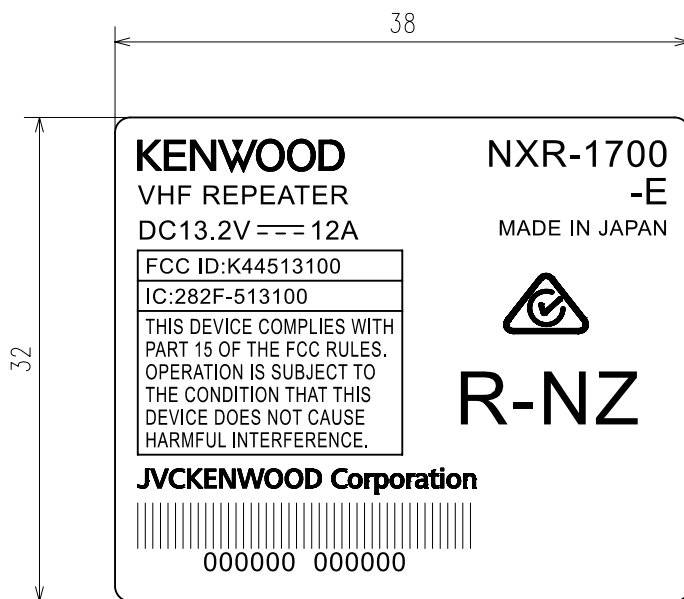 38
32
KENWOOD
NXR-1700
-E
VHF REPEATER
DC13.2V 12A
MADE IN JAPAN
FCC ID:K44513100
IC:282F-513100
THIS DEVICE COMPLIES WITH
PART 15 OF THE FCC RULES.
OPERATION IS SUBJECT TO
THE CONDITION THAT THIS
DEVICE DOES NOT CAUSE
HARMFUL INTERFERENCE.
R-NZ
JVCKENWOOD Corporation
000000 000000